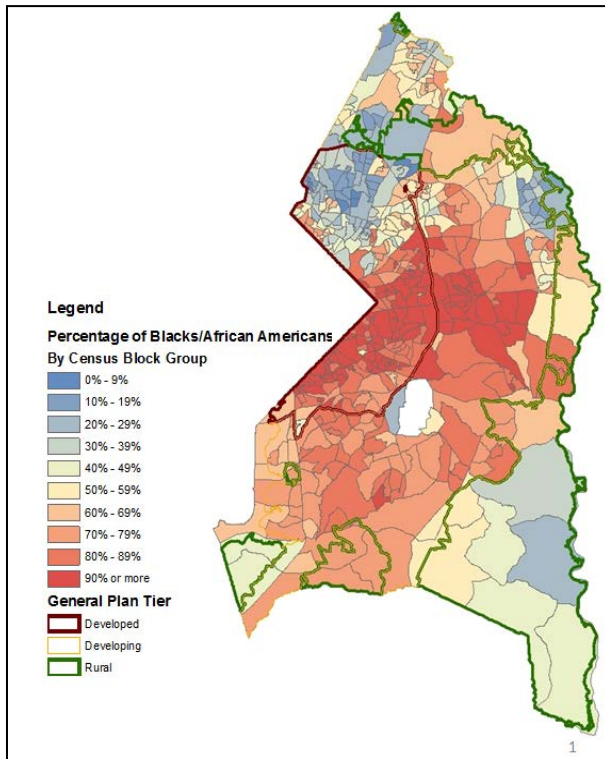 Legend
Percentage of Blacks/African Americans
By Census Block Group
0% - 9%
10% - 19%
20% - 29%
30% - 39%
40% - 49%
50% - 59%
60% - 69%
70% - 79%
80% - 89%
90% or more
General Plan Tier
Developed
Developing
Rural
1